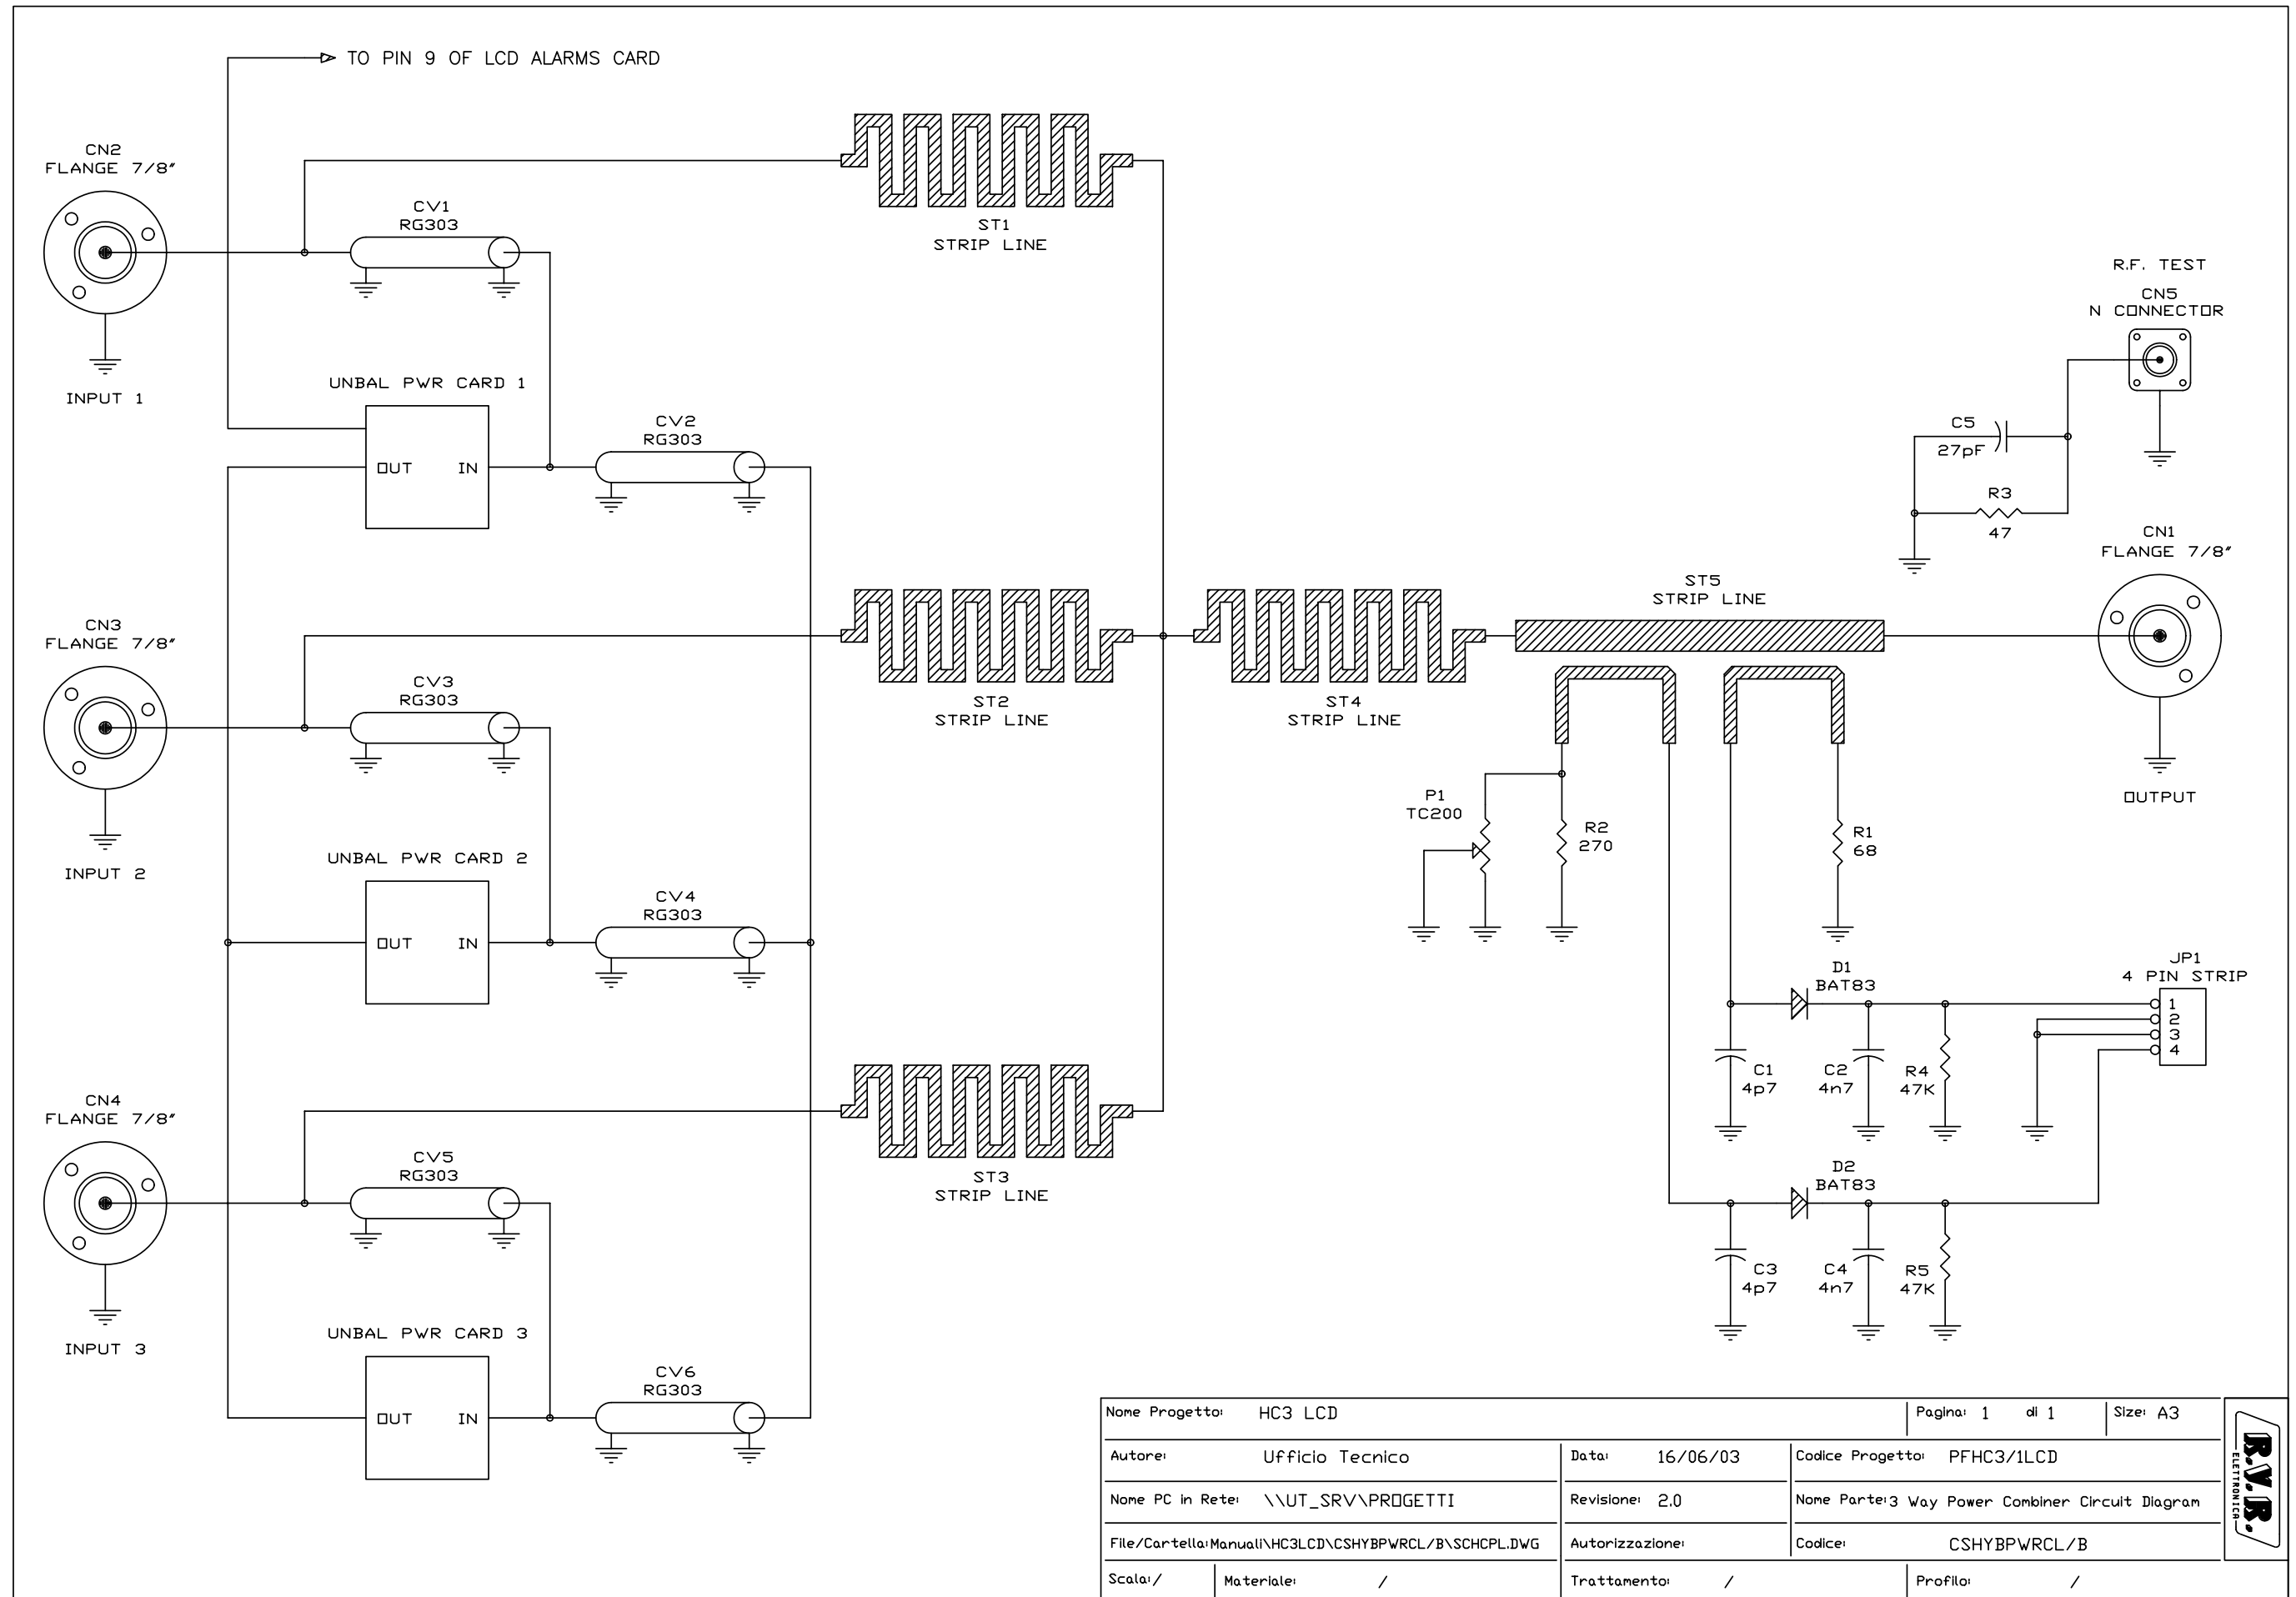 TO PIN 9 OF LCD ALARMS CARD
CN2
FLANGE 7/8"
INPUT 1
CV1
RG303
UNBAL PWR CARD 1
OUT IN
CV2
RG303
ST1
STRIP LINE
CN3
FLANGE 7/8"
INPUT 2
CV3
RG303
UNBAL PWR CARD 2
OUT IN
CV4
RG303
ST2
STRIP LINE
CN4
FLANGE 7/8"
INPUT 3
CV5
RG303
UNBAL PWR CARD 3
OUT IN
CV6
RG303
ST3
STRIP LINE
ST4
STRIP LINE
ST5
STRIP LINE
R.F. TEST
CN5
N CONNECTOR
C5
27pF
R3
47
CN1
FLANGE 7/8"
OUTPUT
P1
TC200
R2
270
R1
68
D1
BAT83
C1
4p7
C2
4n7
R4
47K
JP1
4 PIN STRIP
1
2
3
4
D2
BAT83
C3
4p7
C4
4n7
R5
47K
Nome Progetto: HC3 LCD
Pagina: 1 di 1
Size: A3
Autore: Ufficio Tecnico
Data: 16/06/03
Codice Progetto: PFHC3/1LCD
Nome PC in Rete: \\UT_SRV\PROGETTI
Revisione: 2.0
Nome Parte: 3 Way Power Combiner Circuit Diagram
File/Cartella: Manuali\HC3LCD\CSHYBPWRCL/B\SCHCPL.DWG
Autorizzazione:
Codice: CSHYBPWRCL/B
Scala: /
Materiale: /
Trattamento: /
Profilo: /
R.V.R.
ELETTRONICA